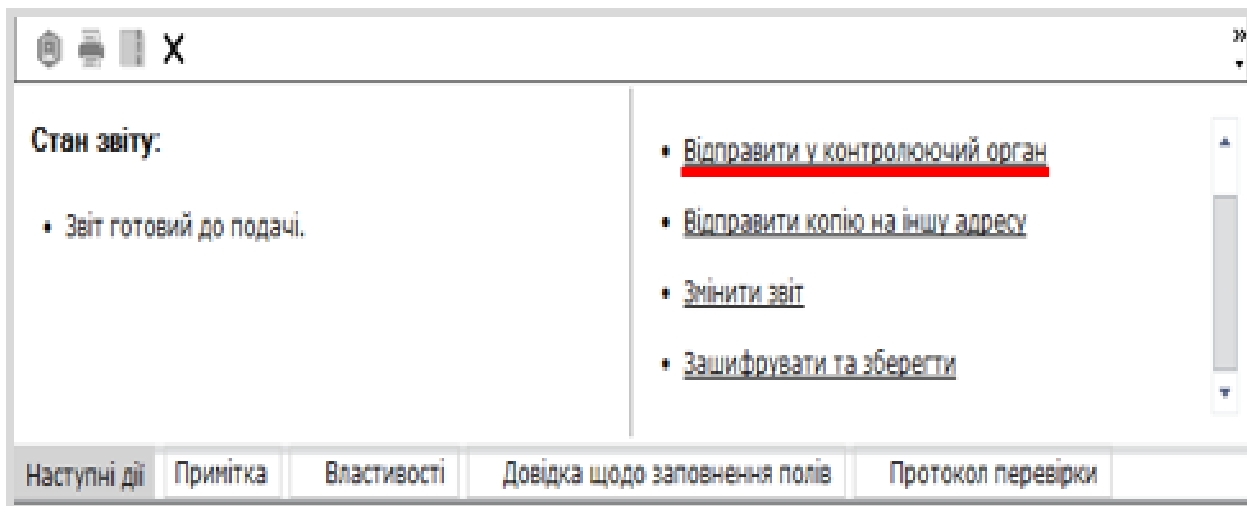 Стан звіту:
• Звіт готовий до подачі.
• Відправити у контролюючий орган
• Відправити копію на іншу адресу
• Змінити звіт
• Зашифрувати та зберегти
Наступні дії Примітка Властивості Довідка щодо заповнення полів Протокол перевірки